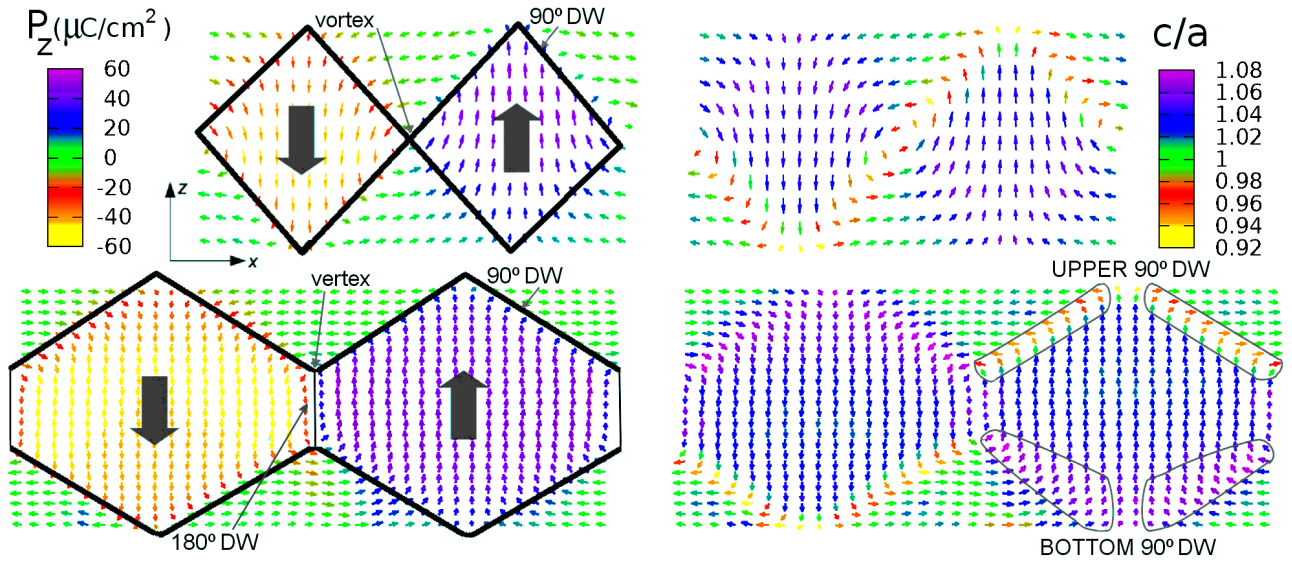 Pz(μC/cm²)
60
40
20
0
-20
-40
-60
vortex
90º DW
z
x
c/a
1.08
1.06
1.04
1.02
1
0.98
0.96
0.94
0.92
vertex
90º DW
180º DW
UPPER 90º DW
BOTTOM 90º DW